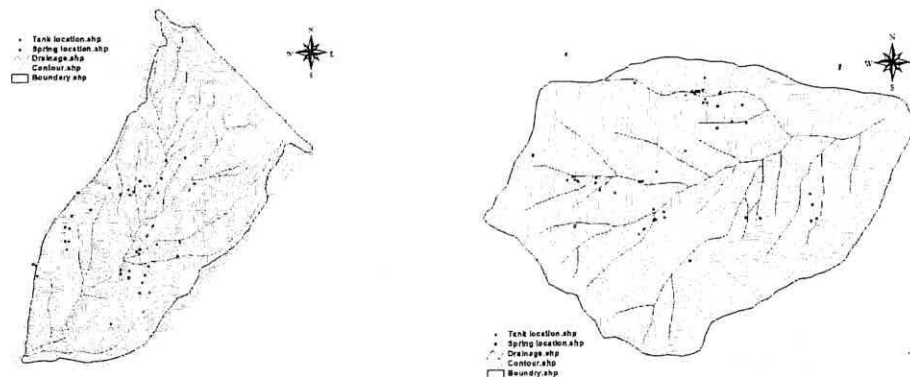 Tank location.shp
Spring location.shp
Drainage.shp
Contour.shp
Boundary.shp
N
W
S
N
W
S
Tank location.shp
Spring location.shp
Drainage.shp
Contour.shp
Boundry.shp